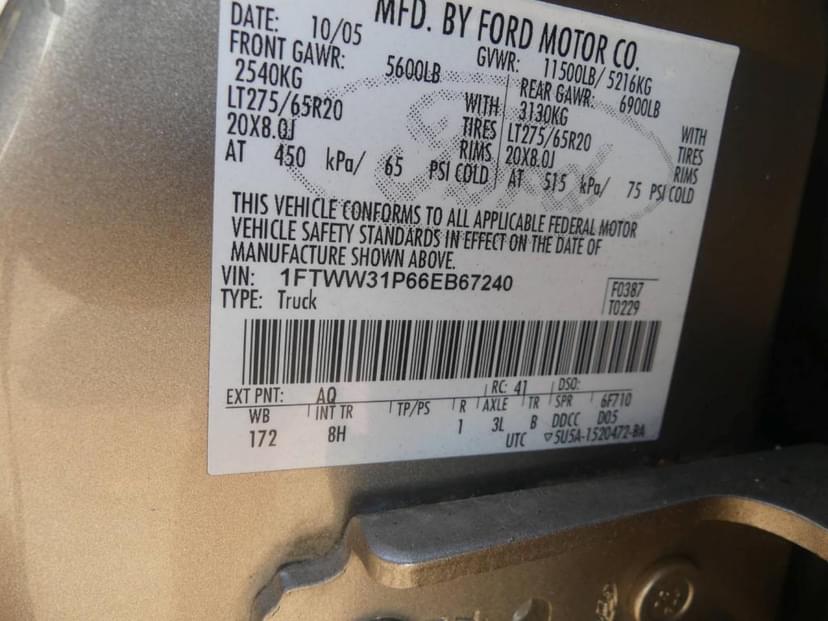 MFD. BY FORD MOTOR CO.
DATE: 10/05 GVWR: 11500LB/ 5216KG
FRONT GAWR: 5600LB REAR GAWR: 6900LB
2540KG WITH 3130KG WITH
LT275/65R20 TIRES LT275/65R20 TIRES
20X8.0J RIMS 20X8.0J RIMS
AT 450 kPa/ 65 PSI COLD AT 515 kPa/ 75 PSI COLD
THIS VEHICLE CONFORMS TO ALL APPLICABLE FEDERAL MOTOR
VEHICLE SAFETY STANDARDS IN EFFECT ON THE DATE OF
MANUFACTURE SHOWN ABOVE.
VIN: 1FTWW31P66EB67240
TYPE: Truck
F0387
T0229
EXT PNT: AQ RC: 41 DSO:
WB INT TR TP/PS R AXLE TR SPR 6F710
172 8H 1 3L B DDCC D05
UTC ▽5U5A-1520472-BA